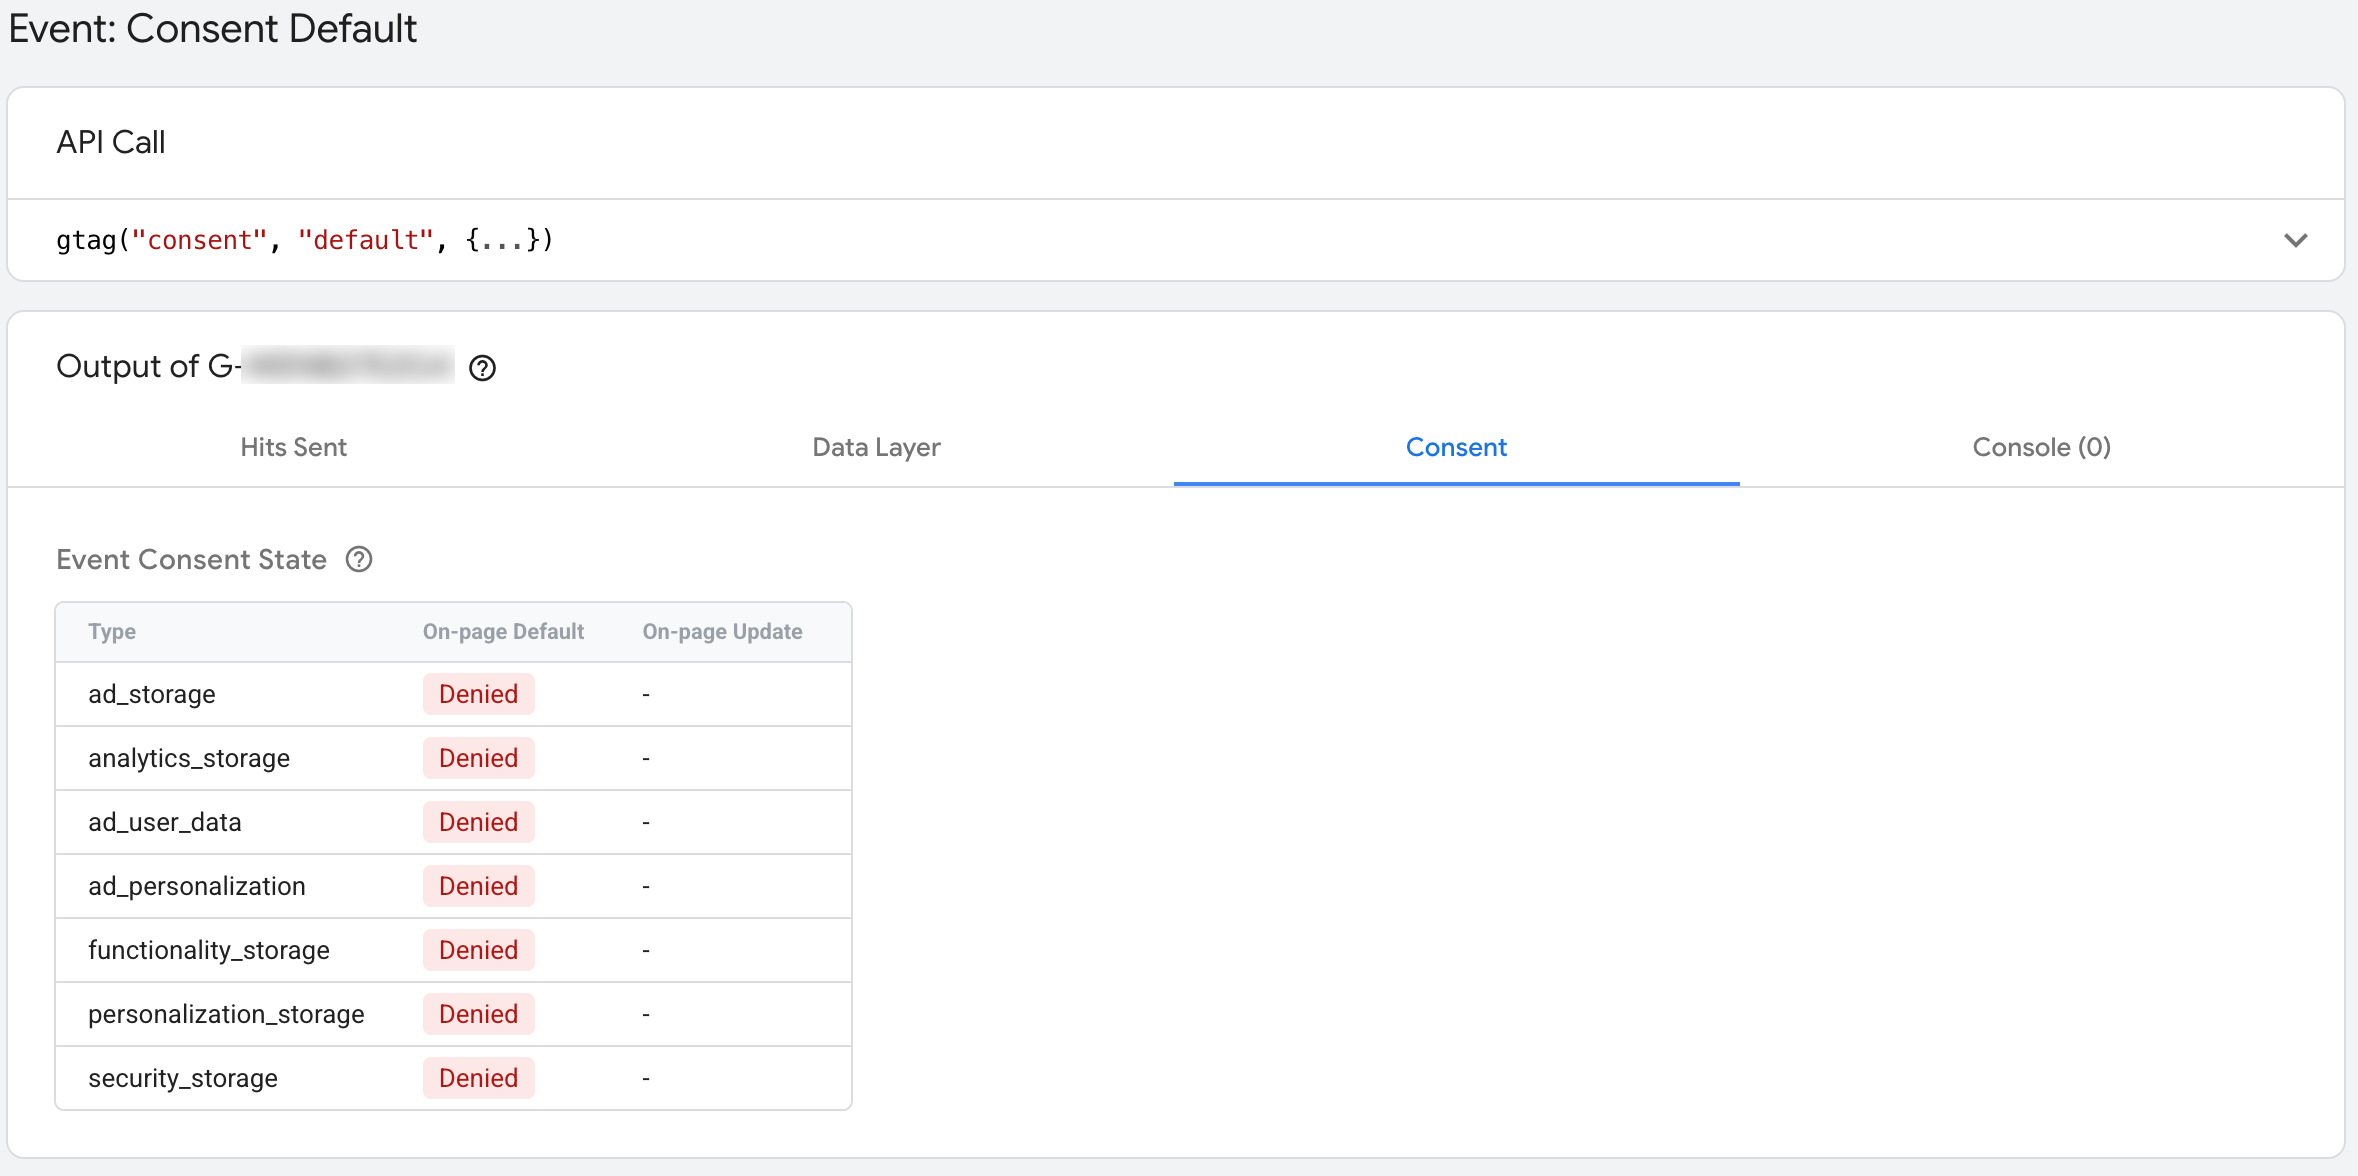 Event: Consent Default
API Call
gtag("consent", "default", {...})
Output of G-
Hits Sent Data Layer Consent Console (0)
Event Consent State
Type On-page Default On-page Update
ad_storage Denied -
analytics_storage Denied -
ad_user_data Denied -
ad_personalization Denied -
functionality_storage Denied -
personalization_storage Denied -
security_storage Denied -